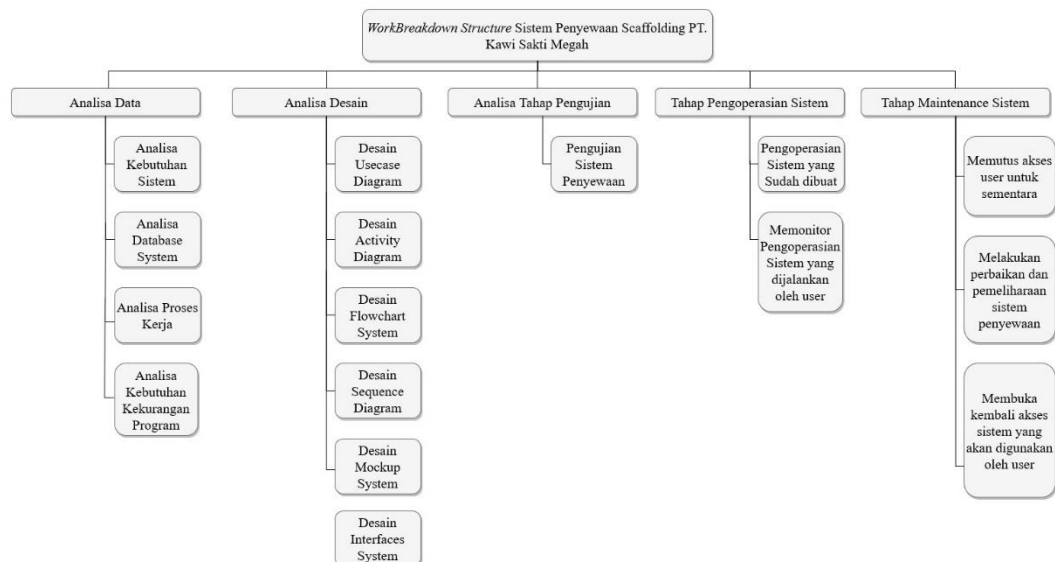 WorkBreakdown Structure Sistem Penyewaan Scaffolding PT.
Kawi Sakti Megah
Analisa Data
Analisa
Kebutuhan
Sistem
Analisa
Database
System
Analisa Proses
Kerja
Analisa
Kebutuhan
Kekurangan
Program
Analisa Desain
Desain
Usecase
Diagram
Desain
Activity
Diagram
Desain
Flowchart
System
Desain
Sequence
Diagram
Desain
Mockup
System
Desain
Interfaces
System
Analisa Tahap Pengujian
Pengujian
Sistem
Penyewaan
Tahap Pengoperasian Sistem
Pengoperasian
Sistem yang
Sudah dibuat
Memonitor
Pengoperasian
Sistem yang
dijalankan
oleh user
Tahap Maintenance Sistem
Memutus akses
user untuk
sementara
Melakukan
perbaikan dan
pemeliharaan
sistem
penyewaan
Membuka
kembali akses
sistem yang
akan digunakan
oleh user